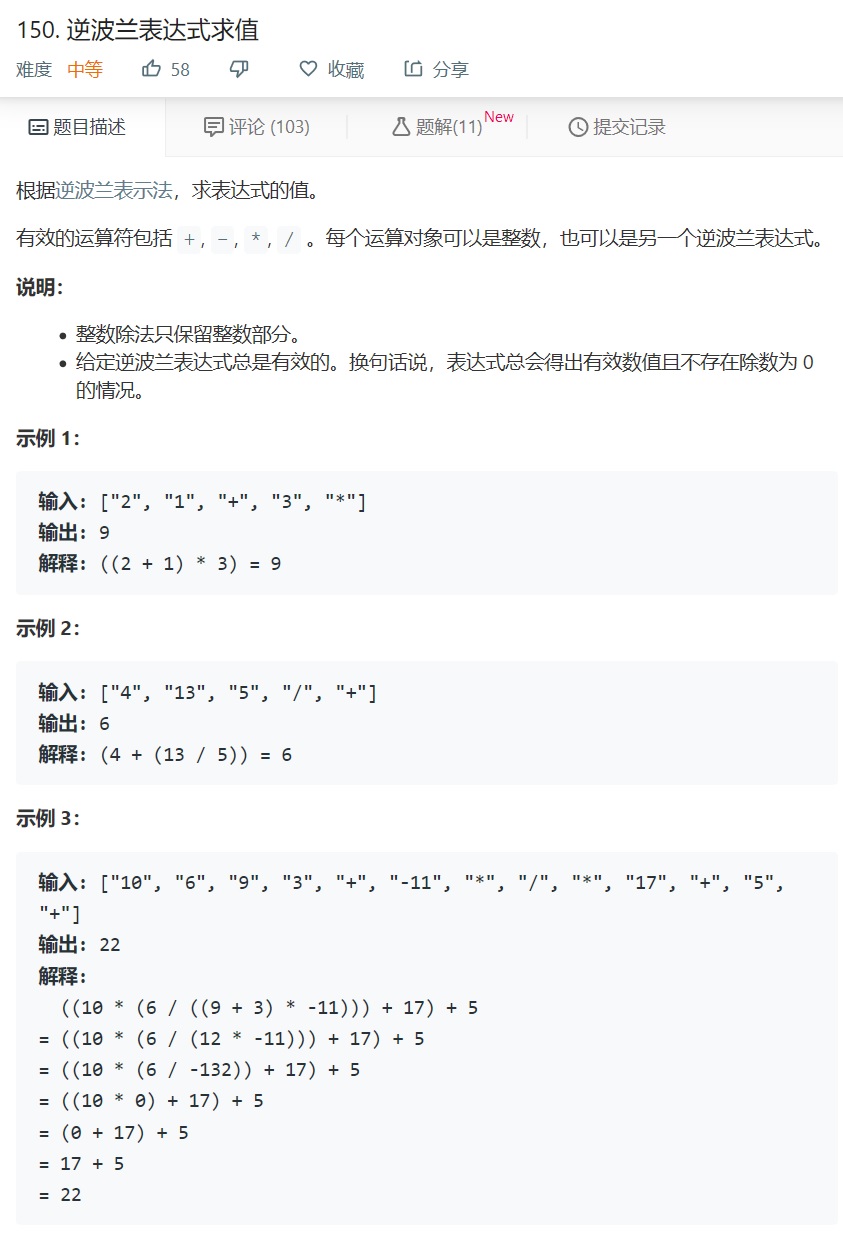 150. 逆波兰表达式求值
难度 中等 58 收藏 分享
题目描述 评论 (103) 题解(11) New 提交记录
根据逆波兰表示法，求表达式的值。
有效的运算符包括 +, -, *, / 。每个运算对象可以是整数，也可以是另一个逆波兰表达式。
说明：
• 整数除法只保留整数部分。
• 给定逆波兰表达式总是有效的。换句话说，表达式总会得出有效数值且不存在除数为 0
的情况。
示例 1：
输入: ["2", "1", "+", "3", "*"]
输出: 9
解释: ((2 + 1) * 3) = 9
示例 2：
输入: ["4", "13", "5", "/", "+"]
输出: 6
解释: (4 + (13 / 5)) = 6
示例 3：
输入: ["10", "6", "9", "3", "+", "-11", "*", "/", "*", "17", "+", "5",
"+"]
输出: 22
解释:
((10 * (6 / ((9 + 3) * -11))) + 17) + 5
= ((10 * (6 / (12 * -11))) + 17) + 5
= ((10 * (6 / -132)) + 17) + 5
= ((10 * 0) + 17) + 5
= (0 + 17) + 5
= 17 + 5
= 22